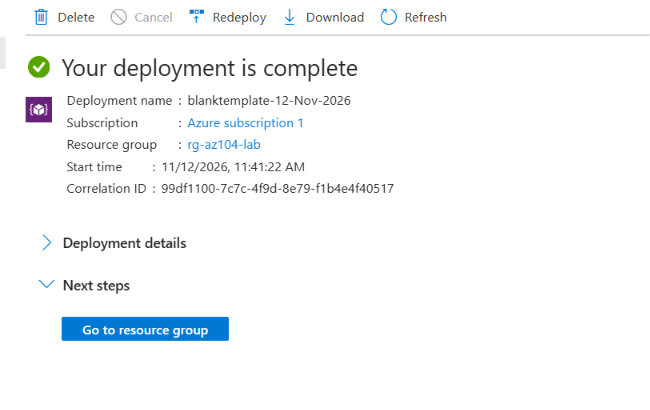 Delete Cancel Redeploy Download Refresh
Your deployment is complete
Deployment name : blanktemplate-12-Nov-2026
Subscription : Azure subscription 1
Resource group : rg-az104-lab
Start time : 11/12/2026, 11:41:22 AM
Correlation ID : 99df1100-7c7c-4f9d-8e79-f1b4e4f40517
Deployment details
Next steps
Go to resource group